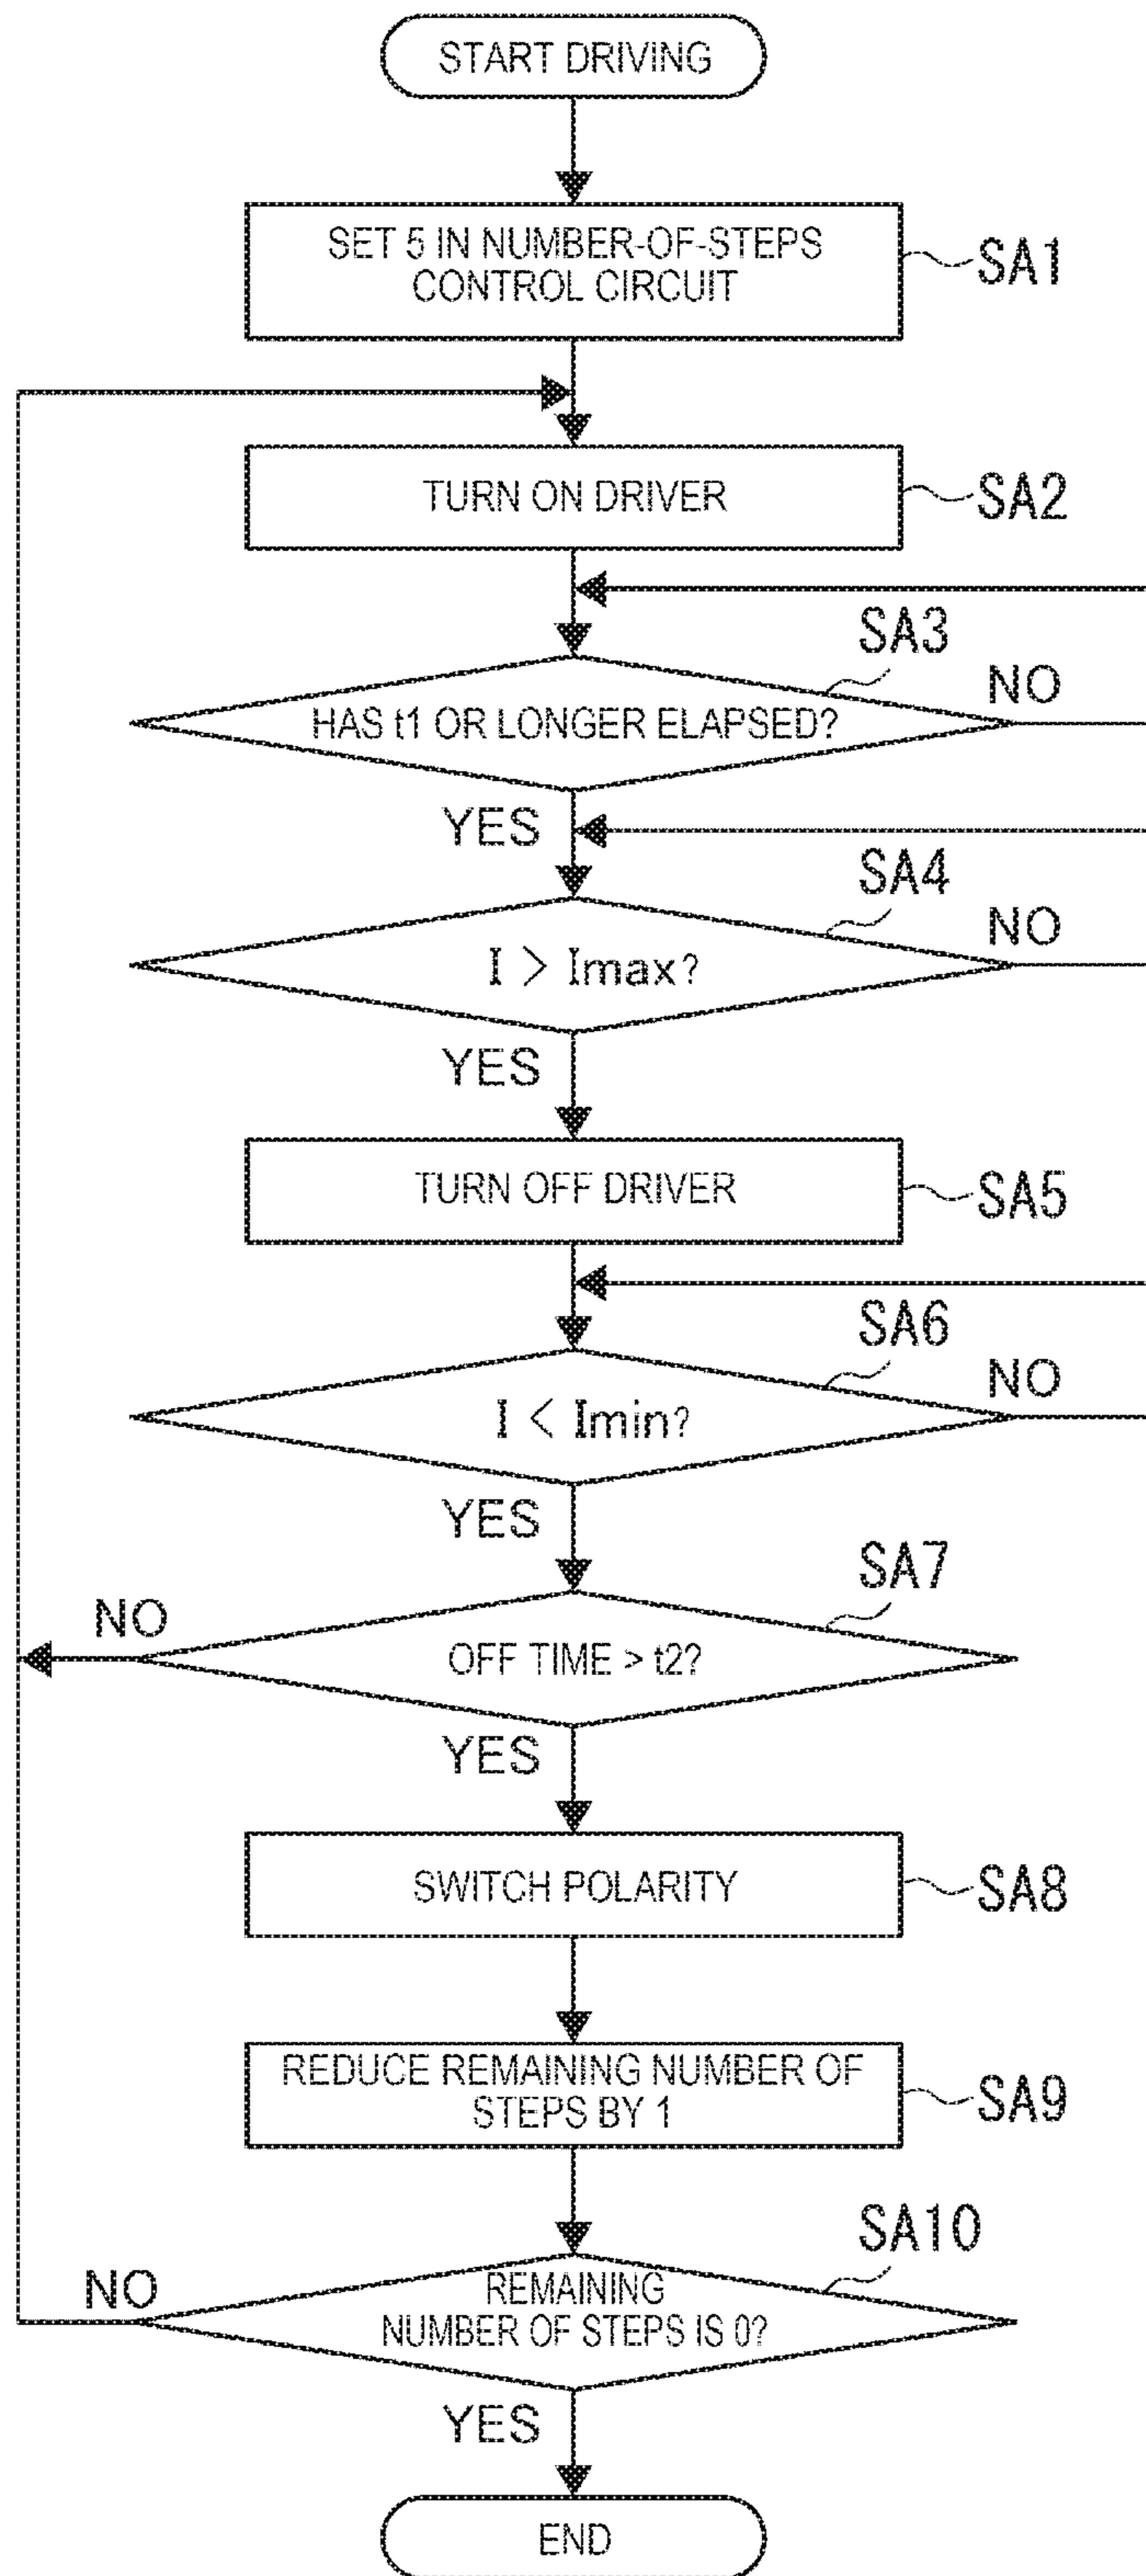 START DRIVING
SET 5 IN NUMBER-OF-STEPS
CONTROL CIRCUIT
SA1
TURN ON DRIVER
SA2
SA3
HAS t1 OR LONGER ELAPSED?
NO
YES
SA4
I > Imax?
NO
YES
TURN OFF DRIVER
SA5
SA6
I < Imin?
NO
YES
SA7
NO
OFF TIME > t2?
YES
SWITCH POLARITY
SA8
REDUCE REMAINING NUMBER OF
STEPS BY 1
SA9
SA10
NO
REMAINING
NUMBER OF STEPS IS 0?
YES
END